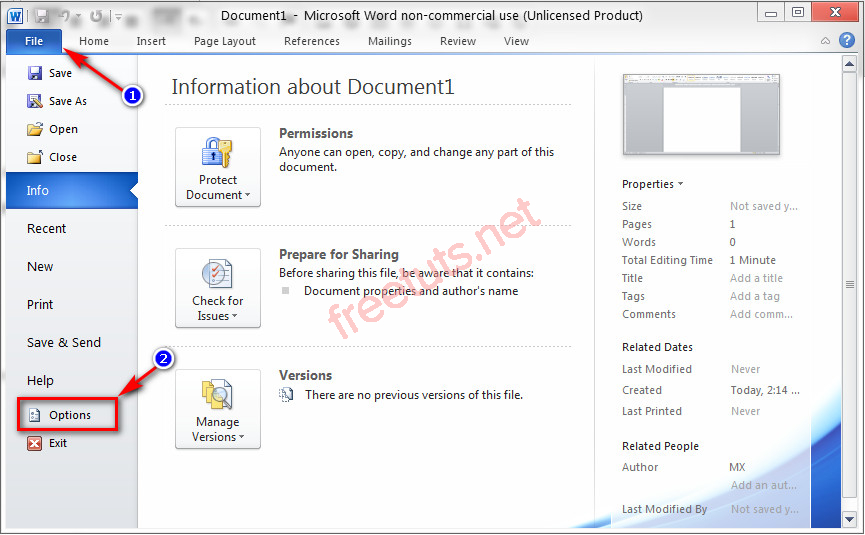 Document1 - Microsoft Word non-commercial use (Unlicensed Product)
File Home Insert Page Layout References Mailings Review View
1
Save
Save As
Open
Close
Info
Recent
New
Print
Save & Send
2
Help
Options
Exit
Information about Document1
Protect
Document
Permissions
Anyone can open, copy, and change any part of this
document.
Check for
Issues
Prepare for Sharing
Before sharing this file, be aware that it contains:
Document properties and author's name
Manage
Versions
Versions
There are no previous versions of this file.
freetuts.net
Properties
Size Not saved y...
Pages 1
Words 0
Total Editing Time 1 Minute
Title Add a title
Tags Add a tag
Comments Add comm...
Related Dates
Last Modified Never
Created Today, 2:14 ...
Last Printed Never
Related People
Author MX
Add an aut...
Last Modified By Not saved y...